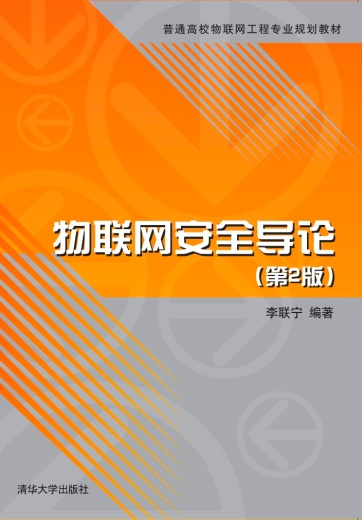 普通高校物联网工程专业规划教材
物联网安全导论
(第2版)
李联宁 编著
清华大学出版社